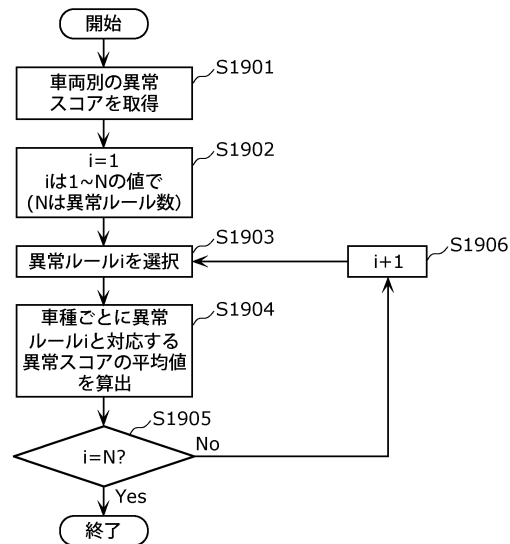 開始
車両別の異常
スコアを取得
S1901
i=1
iは1~Nの値で
(Nは異常ルール数)
S1902
異常ルールiを選択
S1903
i+1
S1906
車種ごとに異常
ルールiと対応する
異常スコアの平均値
を算出
S1904
i=N?
S1905
No
Yes
終了